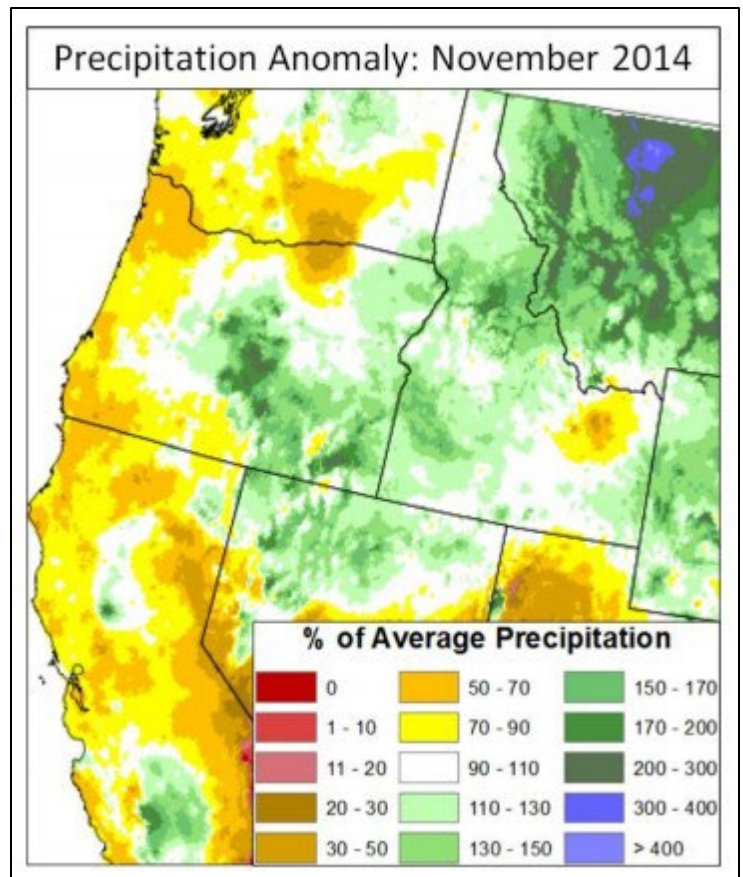 Precipitation Anomaly: November 2014
% of Average Precipitation
0
1 - 10
11 - 20
20 - 30
30 - 50
50 - 70
70 - 90
90 - 110
110 - 130
130 - 150
150 - 170
170 - 200
200 - 300
300 - 400
> 400